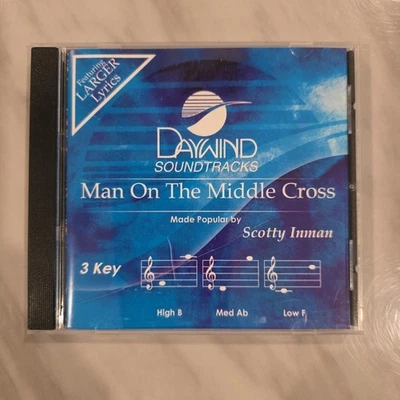 Featuring
LARGER
Lyrics
DAYWIND
SOUNDTRACKS
Man On The Middle Cross
Made Popular by
Scotty Inman
3 Key
High B Med Ab Low F